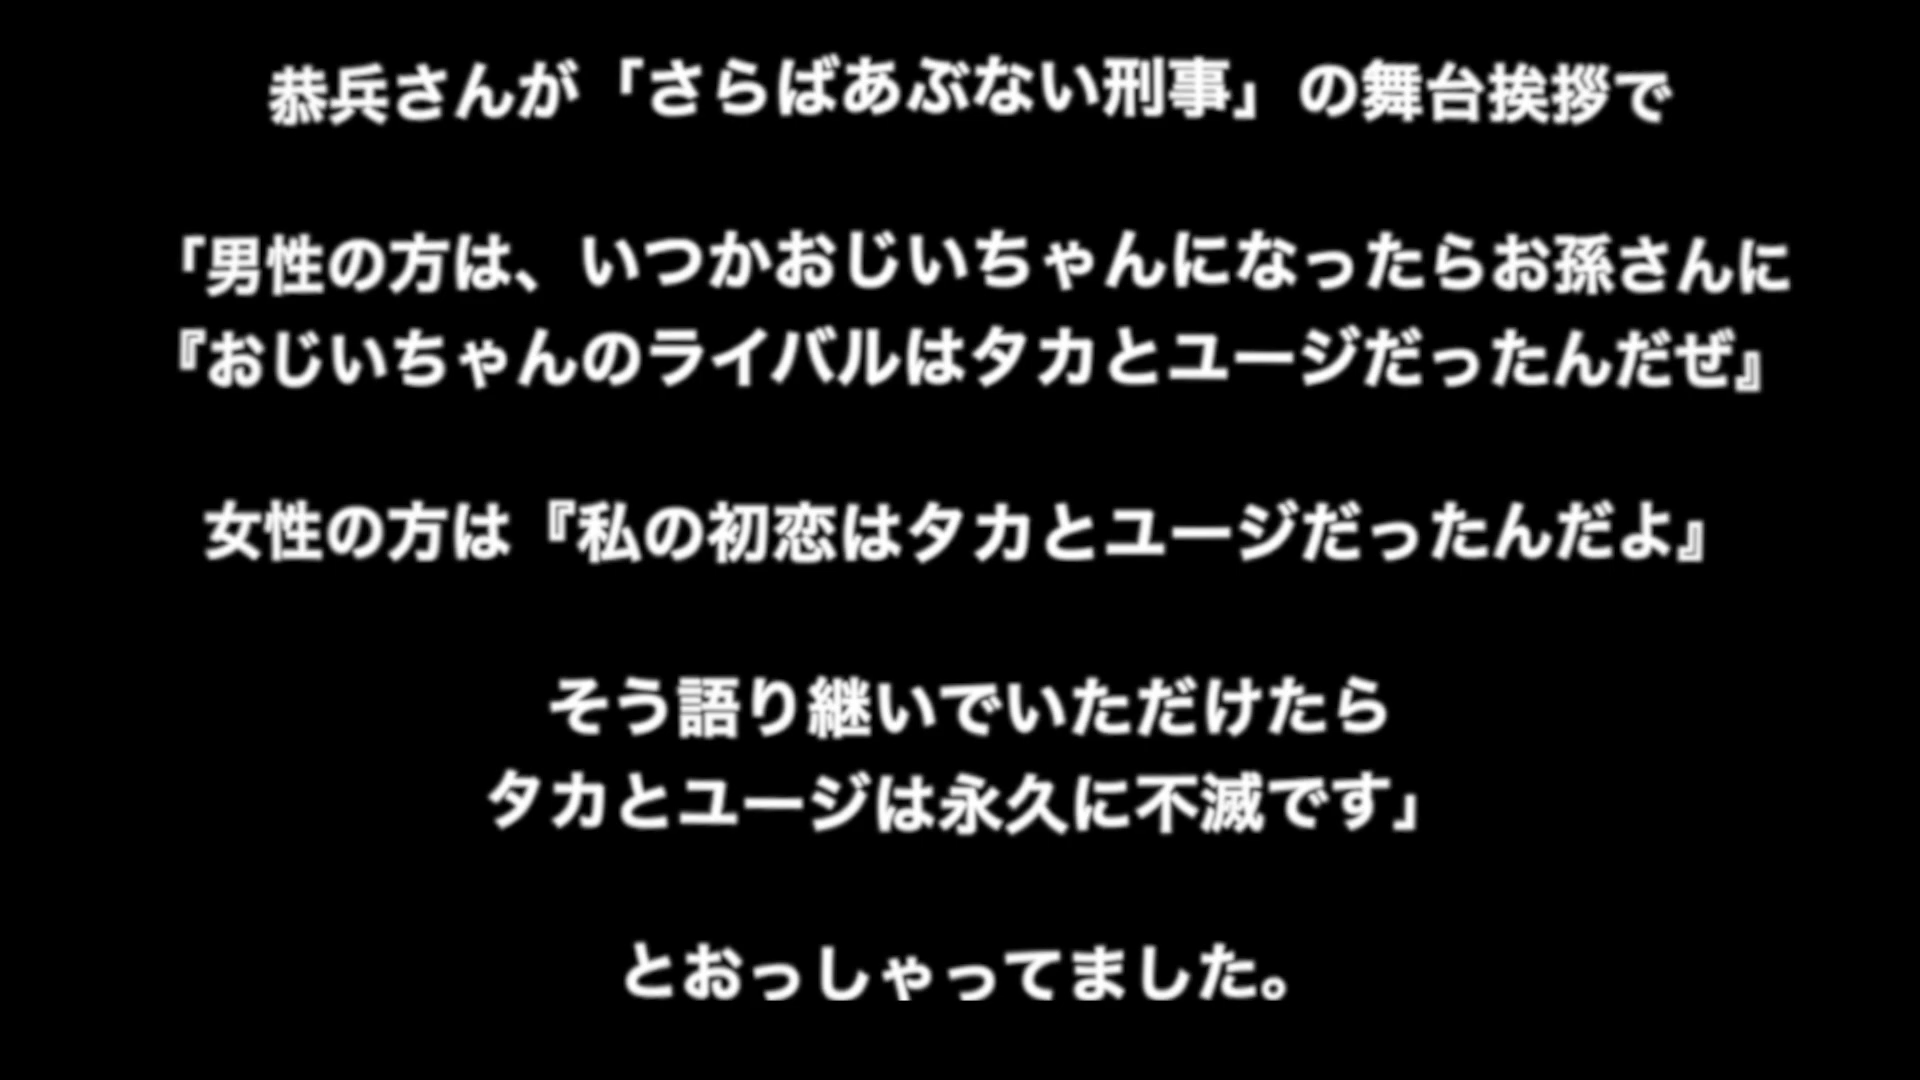 恭兵さんが「さらばあぶない刑事」の舞台挨拶で
「男性の方は、いつかおじいちゃんになったらお孫さんに
『おじいちゃんのライバルはタカとユージだったんだぜ』
女性の方は『私の初恋はタカとユージだったんだよ』
そう語り継いでいただけたら
タカとユージは永久に不滅です」
とおっしゃってました。